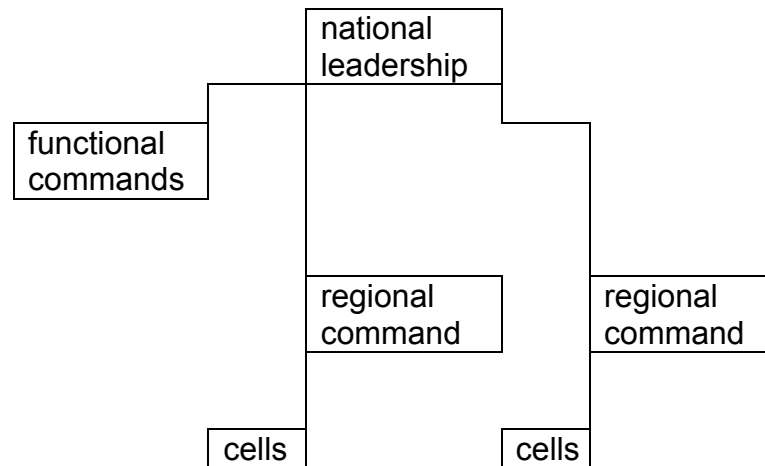 national
leadership
functional
commands
regional
command
regional
command
cells
cells